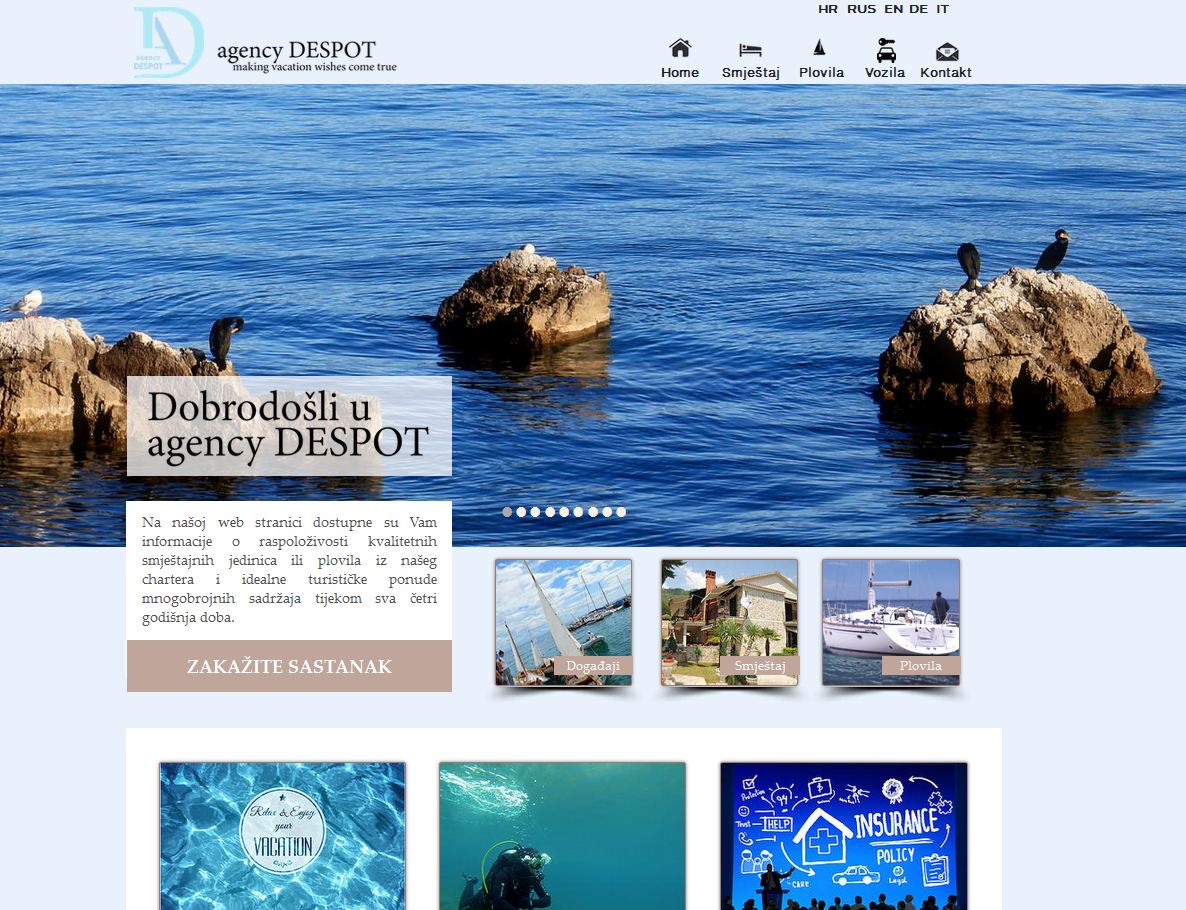 HR RUS EN DE IT
AGENCY
DESPOT
agency DESPOT
making vacation wishes come true
Home Smještaj Plovila Vozila Kontakt
Dobrodošli u
agency DESPOT
Na našoj web stranici dostupne su Vam
informacije o raspoloživosti kvalitetnih
smještajnih jedinica ili plovila iz našeg
chartera i idealne turističke ponude
mnogobrojnih sadržaja tijekom sva četri
godišnja doba.
ZAKAŽITE SASTANAK
Događaji Smještaj Plovila
Relax & Enjoy
your
VACATION
Protection
$
Trust
HELP
INSURANCE
POLICY
CARE
Legal